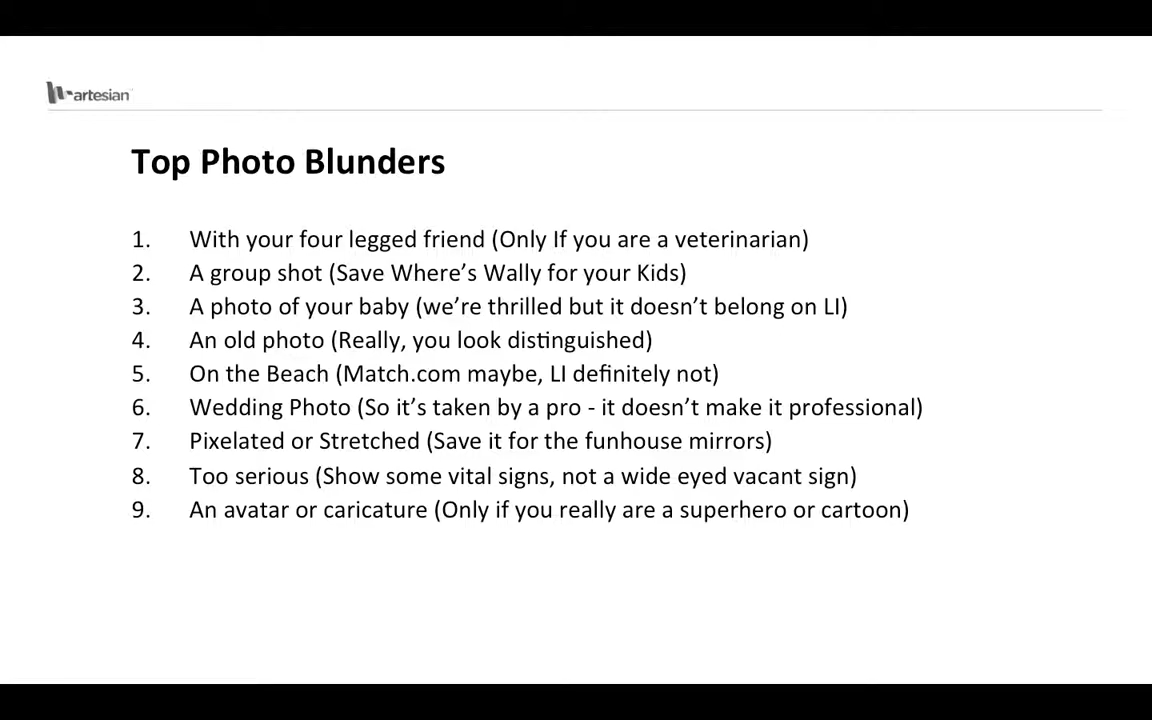 artesian
Top Photo Blunders
1. With your four legged friend (Only If you are a veterinarian)
2. A group shot (Save Where’s Wally for your Kids)
3. A photo of your baby (we’re thrilled but it doesn’t belong on LI)
4. An old photo (Really, you look distinguished)
5. On the Beach (Match.com maybe, LI definitely not)
6. Wedding Photo (So it’s taken by a pro - it doesn’t make it professional)
7. Pixelated or Stretched (Save it for the funhouse mirrors)
8. Too serious (Show some vital signs, not a wide eyed vacant sign)
9. An avatar or caricature (Only if you really are a superhero or cartoon)